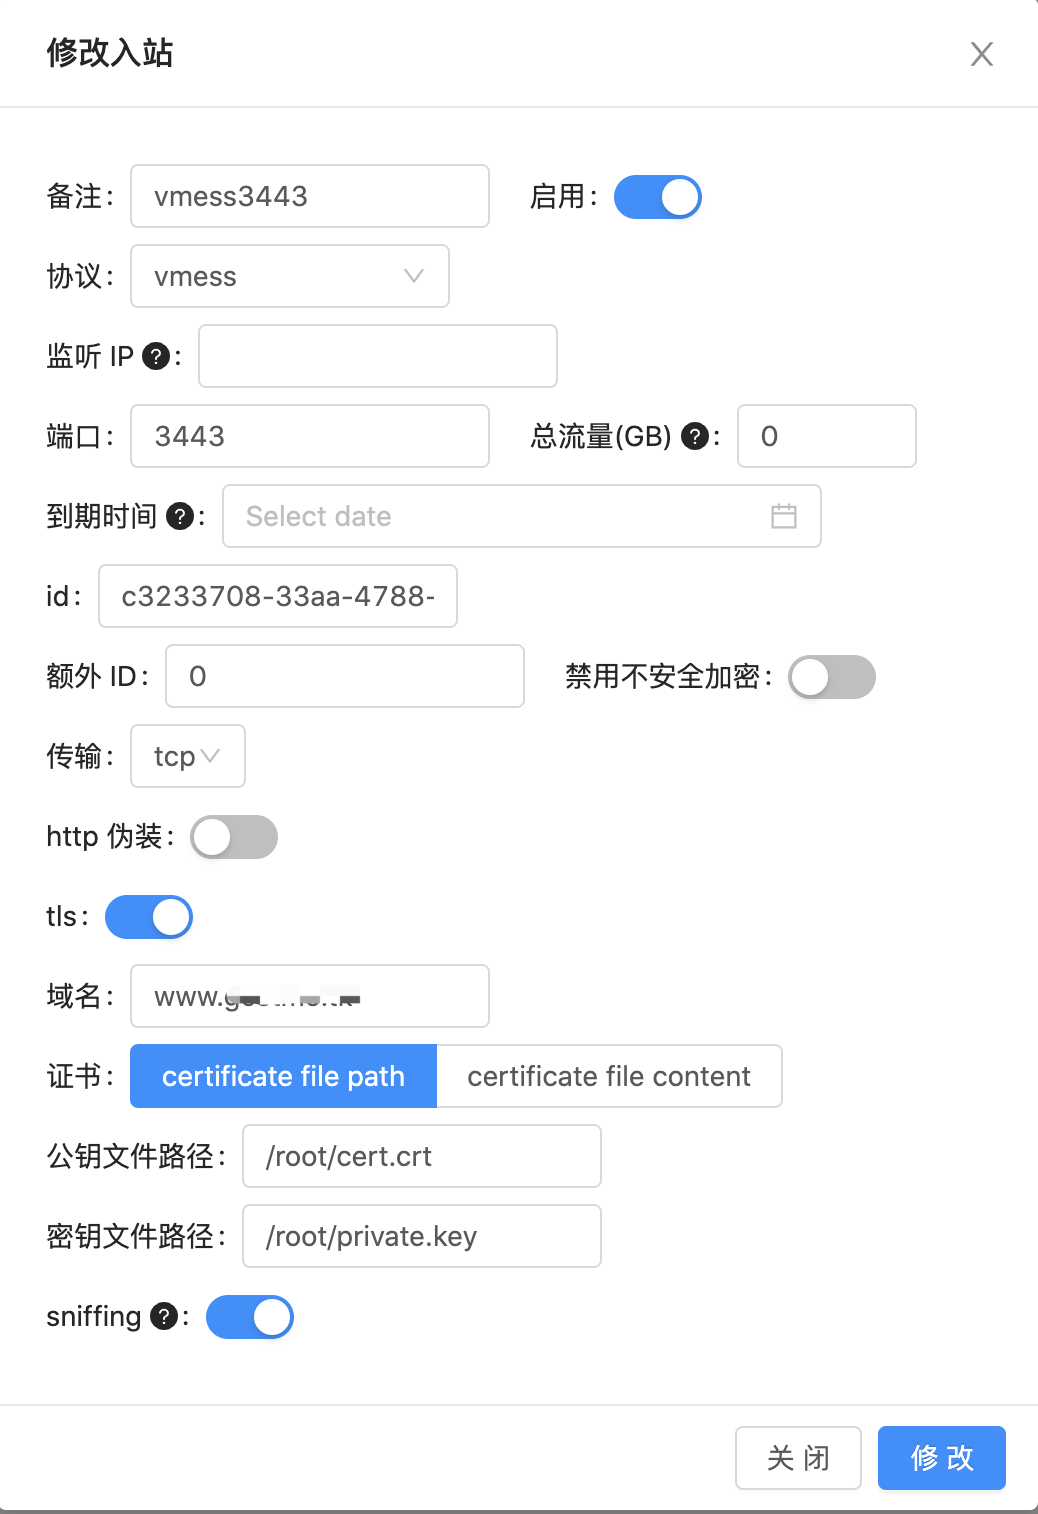 修改入站
备注: vmess3443 启用:
协议: vmess
监听 IP ?:
端口: 3443 总流量(GB) ?: 0
到期时间 ?: Select date
id: c3233708-33aa-4788-
额外 ID: 0 禁用不安全加密:
传输: tcp
http 伪装:
tls:
域名: www.
证书: certificate file path certificate file content
公钥文件路径: /root/cert.crt
密钥文件路径: /root/private.key
sniffing ?:
关 闭 修 改